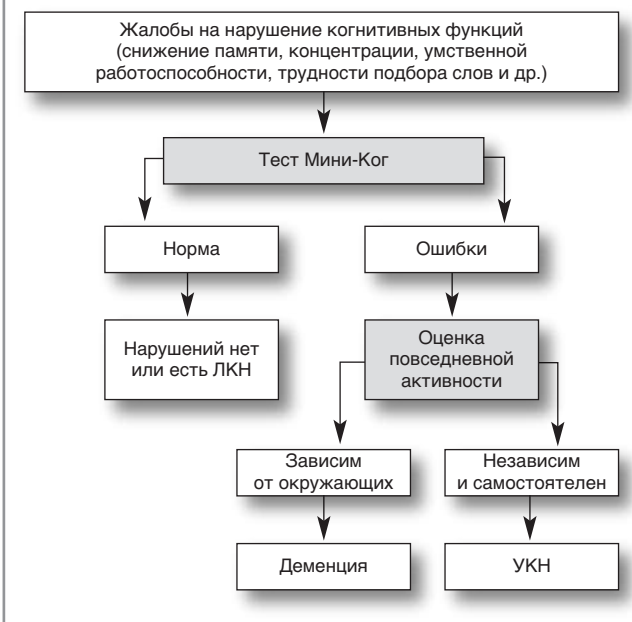 Жалобы на нарушение когнитивных функций
(снижение памяти, концентрации, умственной
работоспособности, трудности подбора слов и др.)
Тест Мини-Ког
Норма
Ошибки
Нарушений нет
или есть ЛКН
Оценка
повседневной
активности
Зависим
от окружающих
Независим
и самостоятелен
Деменция
УКН